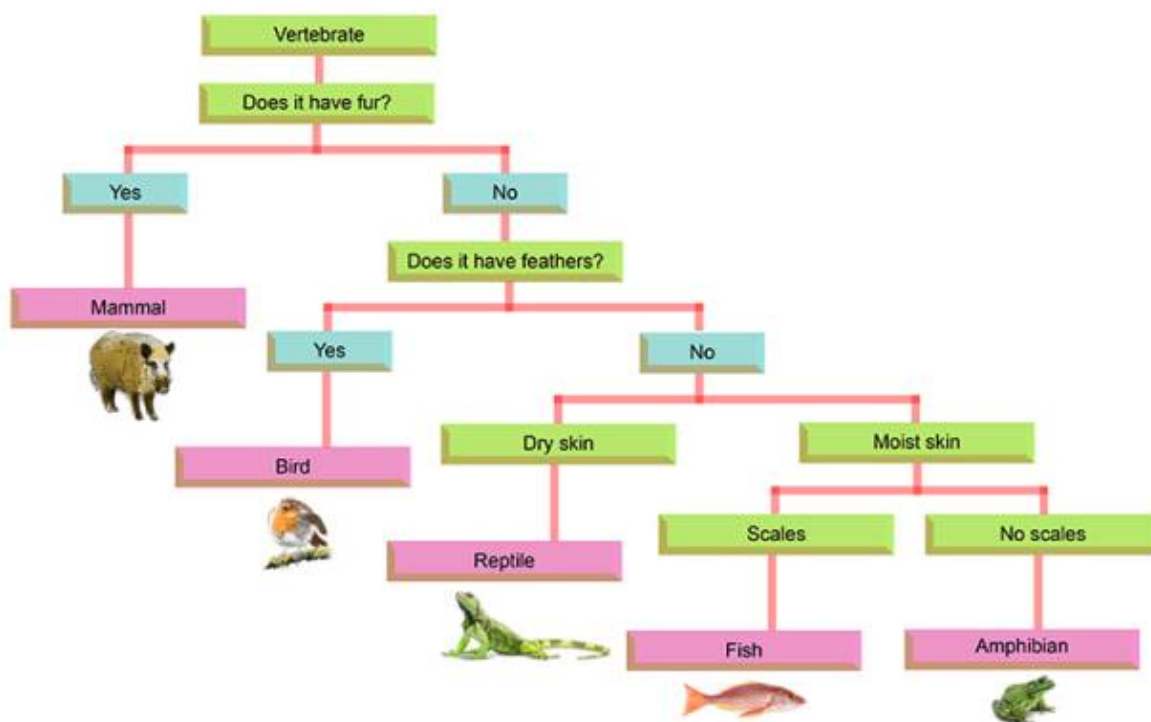 Vertebrate
Does it have fur?
Yes
No
Does it have feathers?
Mammal
Yes
No
Dry skin
Moist skin
Bird
Scales
No scales
Reptile
Fish
Amphibian